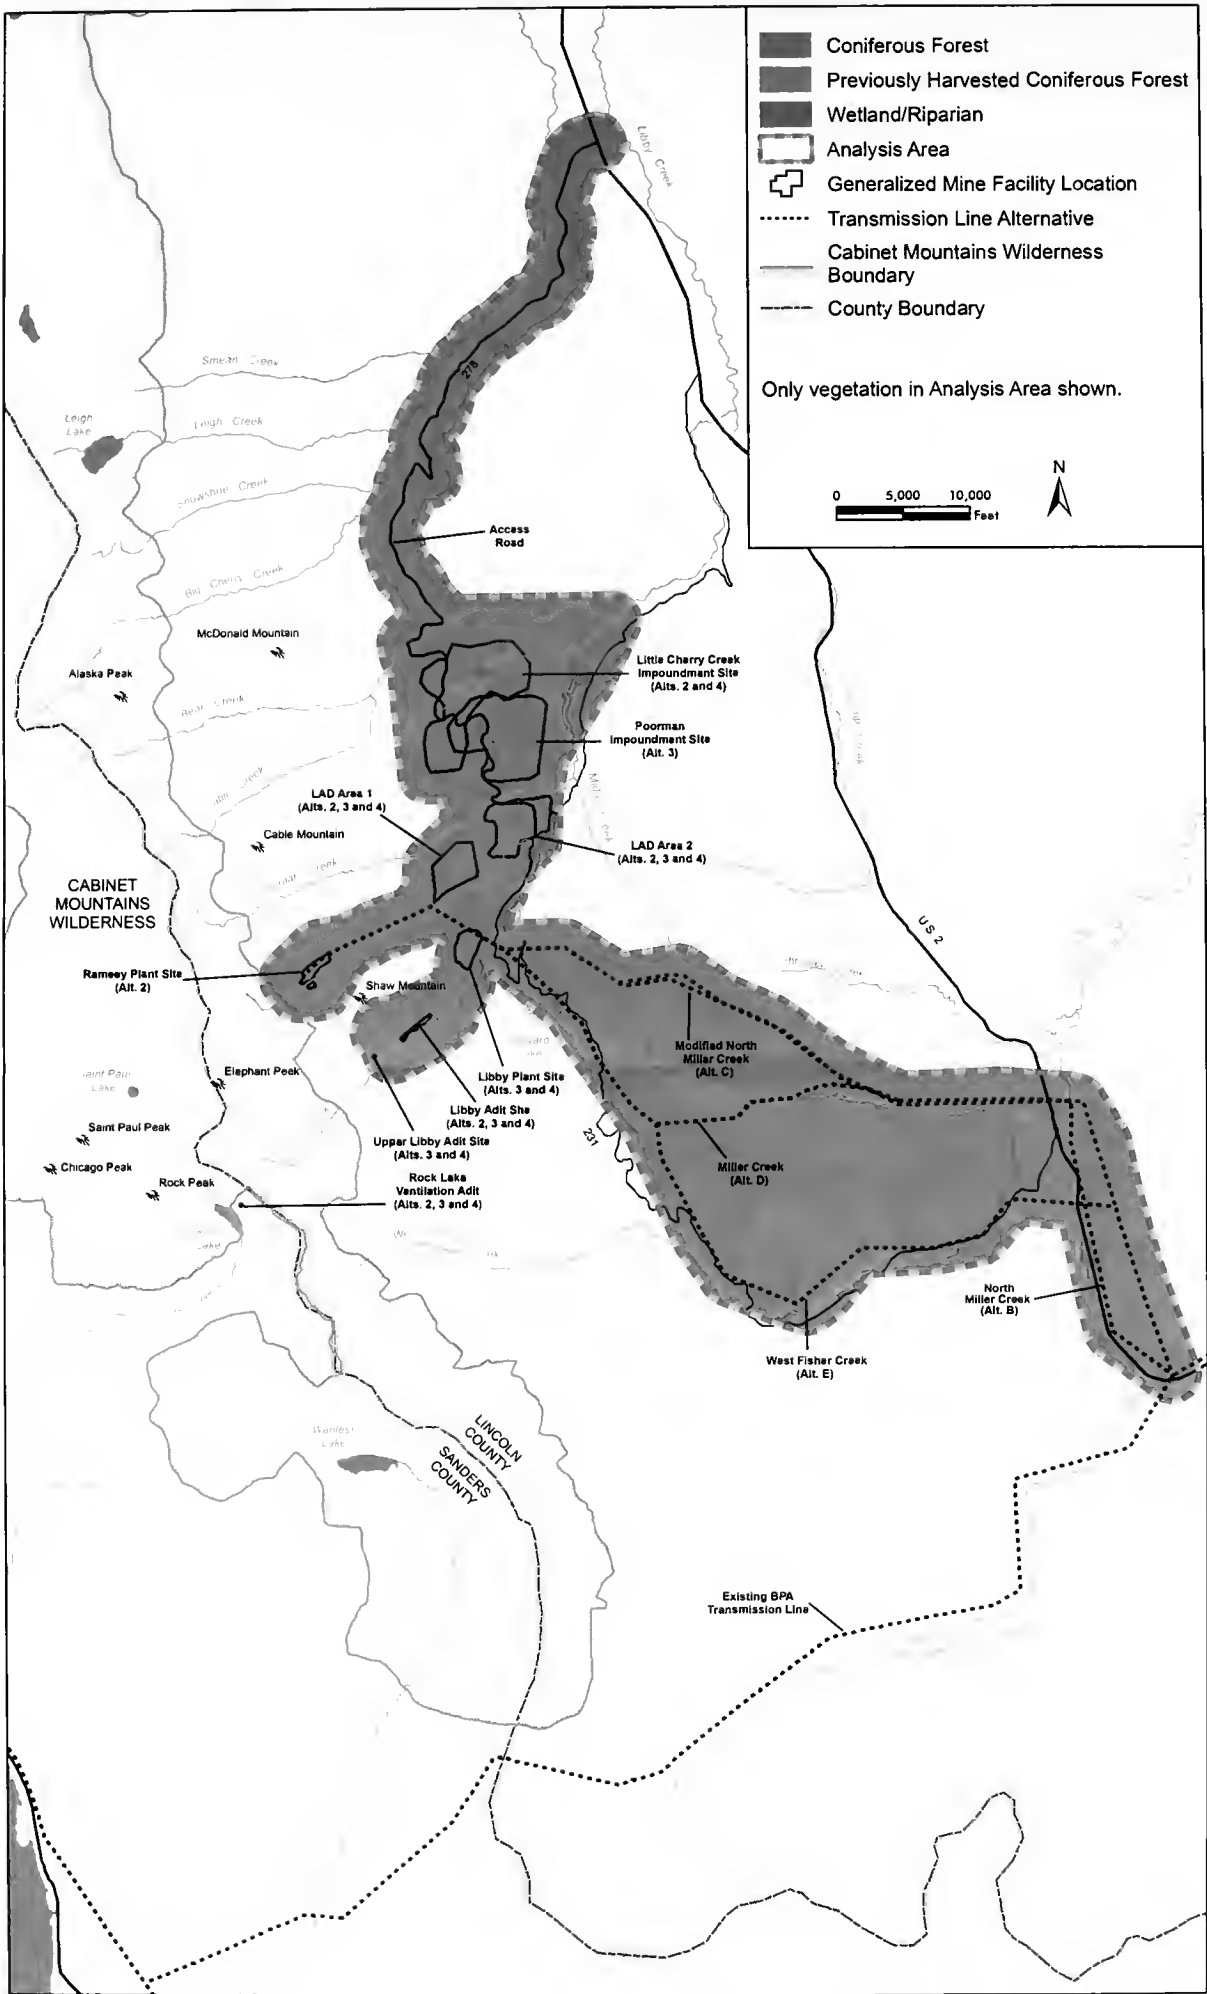 Coniferous Forest
Previously Harvested Coniferous Forest
Wetland/Riparian
Analysis Area
Generalized Mine Facility Location
Transmission Line Alternative
Cabinet Mountains Wilderness
Boundary
County Boundary
Only vegetation in Analysis Area shown.
0 5,000 10,000
Feet
N
Libby Creek
278
Leigh
Lake
Leigh Creek
Creek
Access
Road
Big Cherry Creek
McDonald Mountain
Alaska Peak
Little Cherry Creek
Impoundment Site
(Alts. 2 and 4)
Bear Creek
Poorman
Impoundment Site
(Alt. 3)
LAD Area 1
(Alts. 2, 3 and 4)
Cable Mountain
LAD Area 2
(Alts. 2, 3 and 4)
CABINET
MOUNTAINS
WILDERNESS
US 2
Ramsey Plant Site
(Alt. 2)
Shaw Mountain
Modified North
Miller Creek
(Alt. C)
Elephant Peak
Libby Plant Site
(Alts. 3 and 4)
Lake
Libby Adit Site
(Alts. 2, 3 and 4)
231
Saint Paul Peak
Upper Libby Adit Site
(Alts. 3 and 4)
Miller Creek
(Alt. D)
Chicago Peak
Rock Peak
Rock Lake
Ventilation Adit
(Alts. 2, 3 and 4)
Lake
North
Miller Creek
(Alt. B)
West Fisher Creek
(Alt. E)
LINCOLN
COUNTY
SANDERS
COUNTY
Lake
Existing BPA
Transmission Line